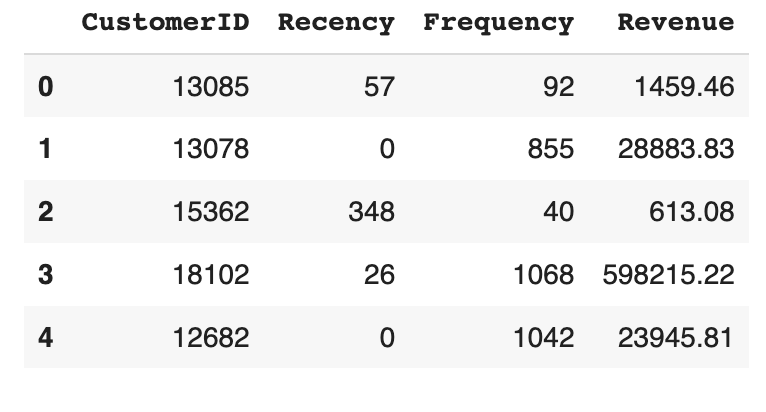 CustomerID Recency Frequency Revenue
0 13085 57 92 1459.46
1 13078 0 855 28883.83
2 15362 348 40 613.08
3 18102 26 1068 598215.22
4 12682 0 1042 23945.81